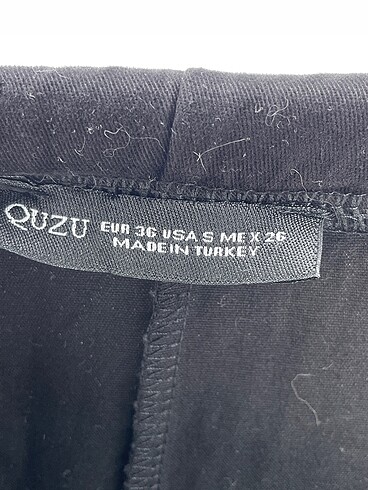 QUZU
EUR 36 USA S MEX 26
MADE IN TURKEY